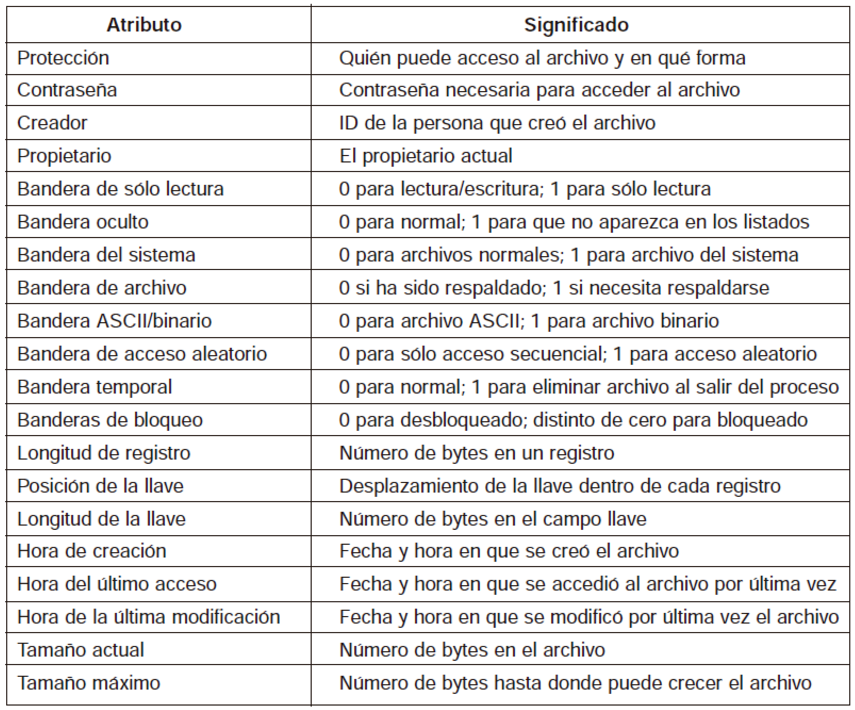 Atributo Significado
Protección Quién puede acceso al archivo y en qué forma
Contraseña Contraseña necesaria para acceder al archivo
Creador ID de la persona que creó el archivo
Propietario El propietario actual
Bandera de sólo lectura 0 para lectura/escritura; 1 para sólo lectura
Bandera oculto 0 para normal; 1 para que no aparezca en los listados
Bandera del sistema 0 para archivos normales; 1 para archivo del sistema
Bandera de archivo 0 si ha sido respaldado; 1 si necesita respaldarse
Bandera ASCII/binario 0 para archivo ASCII; 1 para archivo binario
Bandera de acceso aleatorio 0 para sólo acceso secuencial; 1 para acceso aleatorio
Bandera temporal 0 para normal; 1 para eliminar archivo al salir del proceso
Banderas de bloqueo 0 para desbloqueado; distinto de cero para bloqueado
Longitud de registro Número de bytes en un registro
Posición de la llave Desplazamiento de la llave dentro de cada registro
Longitud de la llave Número de bytes en el campo llave
Hora de creación Fecha y hora en que se creó el archivo
Hora del último acceso Fecha y hora en que se accedió al archivo por última vez
Hora de la última modificación Fecha y hora en que se modificó por última vez el archivo
Tamaño actual Número de bytes en el archivo
Tamaño máximo Número de bytes hasta donde puede crecer el archivo